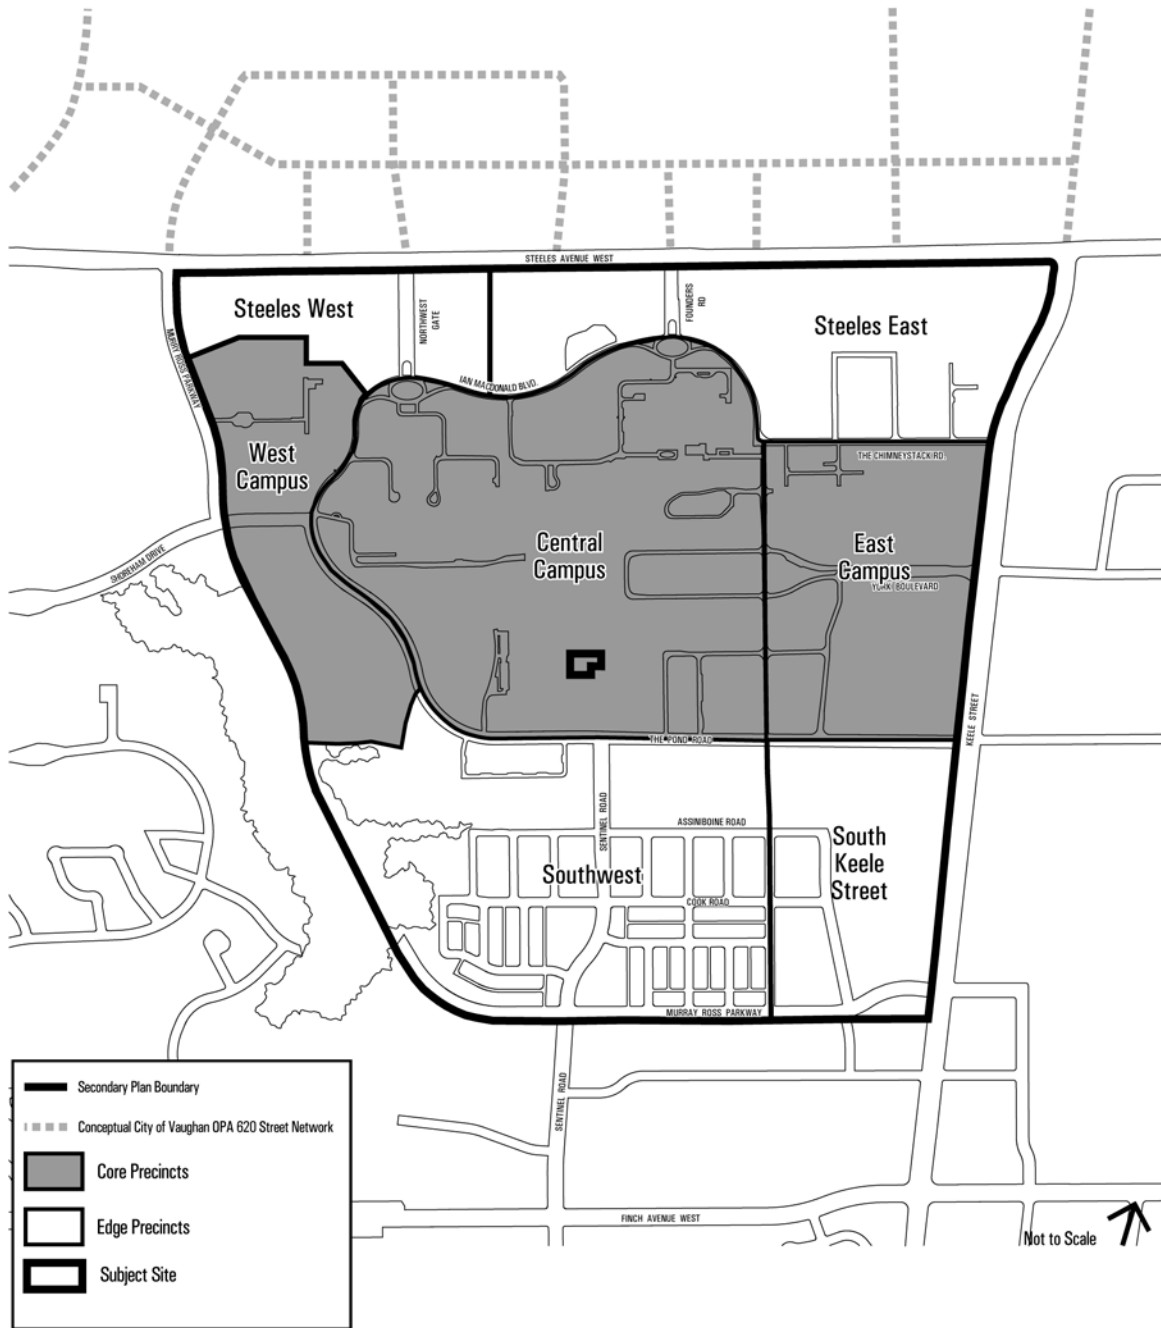 STEELES AVENUE WEST
Steeles West
NORTHWEST
GATE
FOUNDERS
RD
Steeles East
MURRY ROSS PARKWAY
IAN MACDONALD BLVD.
West
Campus
THE CHIMNEYSTACK RD.
Central
Campus
East
Campus
YORK BOULEVARD
SHOREHAM DRIVE
KEELE STREET
THE POND ROAD
SENTINEL ROAD
ASSINIBOINE ROAD
South
Keele
Street
Southwest
COOK ROAD
MURRAY ROSS PARKWAY
SENTINEL ROAD
FINCH AVENUE WEST
Not to Scale
Secondary Plan Boundary
Conceptual City of Vaughan OPA 620 Street Network
Core Precincts
Edge Precincts
Subject Site